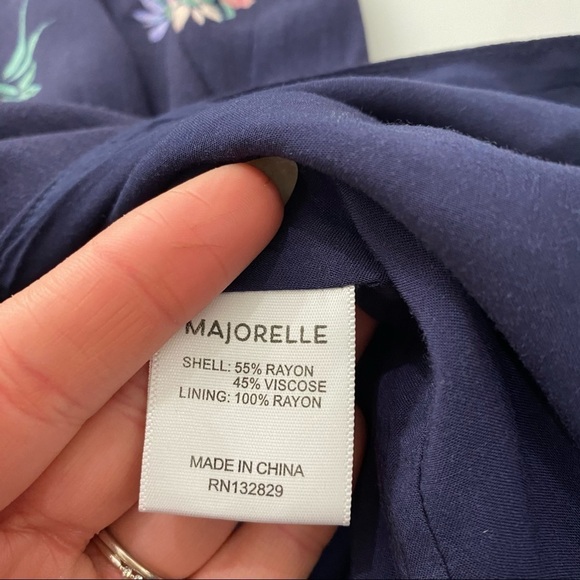 MAJORELLE
SHELL: 55% RAYON
45% VISCOSE
LINING: 100% RAYON
MADE IN CHINA
RN132829